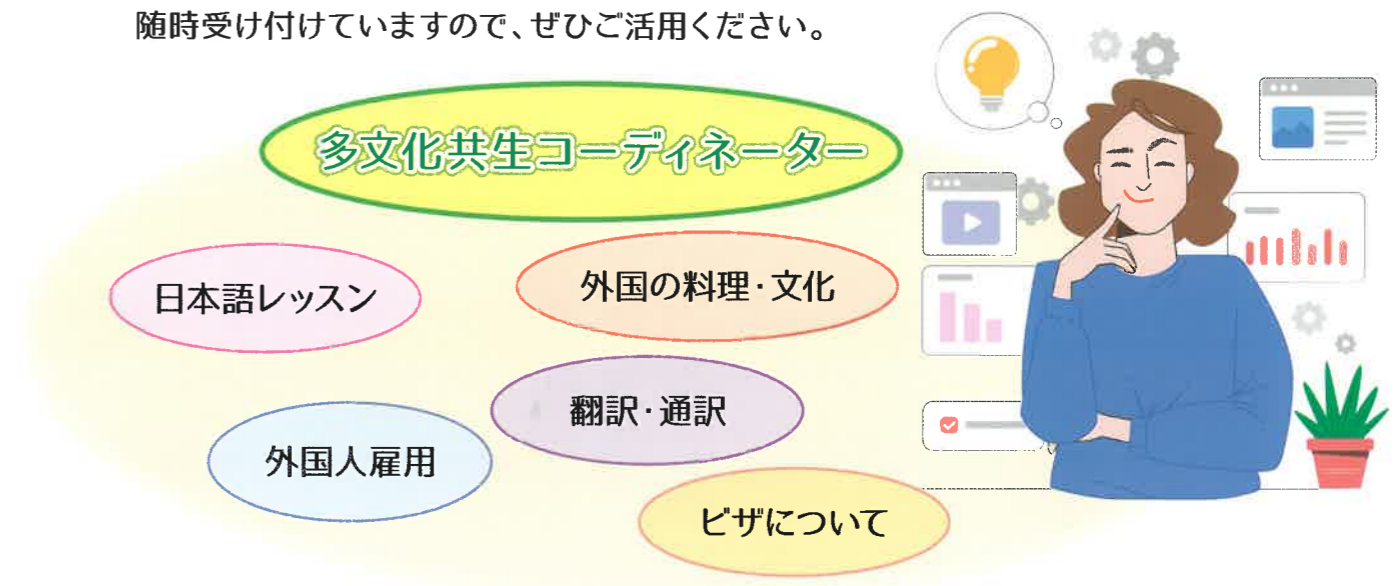 随時受け付けていますので、ぜひご活用ください。
多文化共生コーディネーター
日本語レッスン
外国の料理・文化
翻訳・通訳
外国人雇用
ビザについて